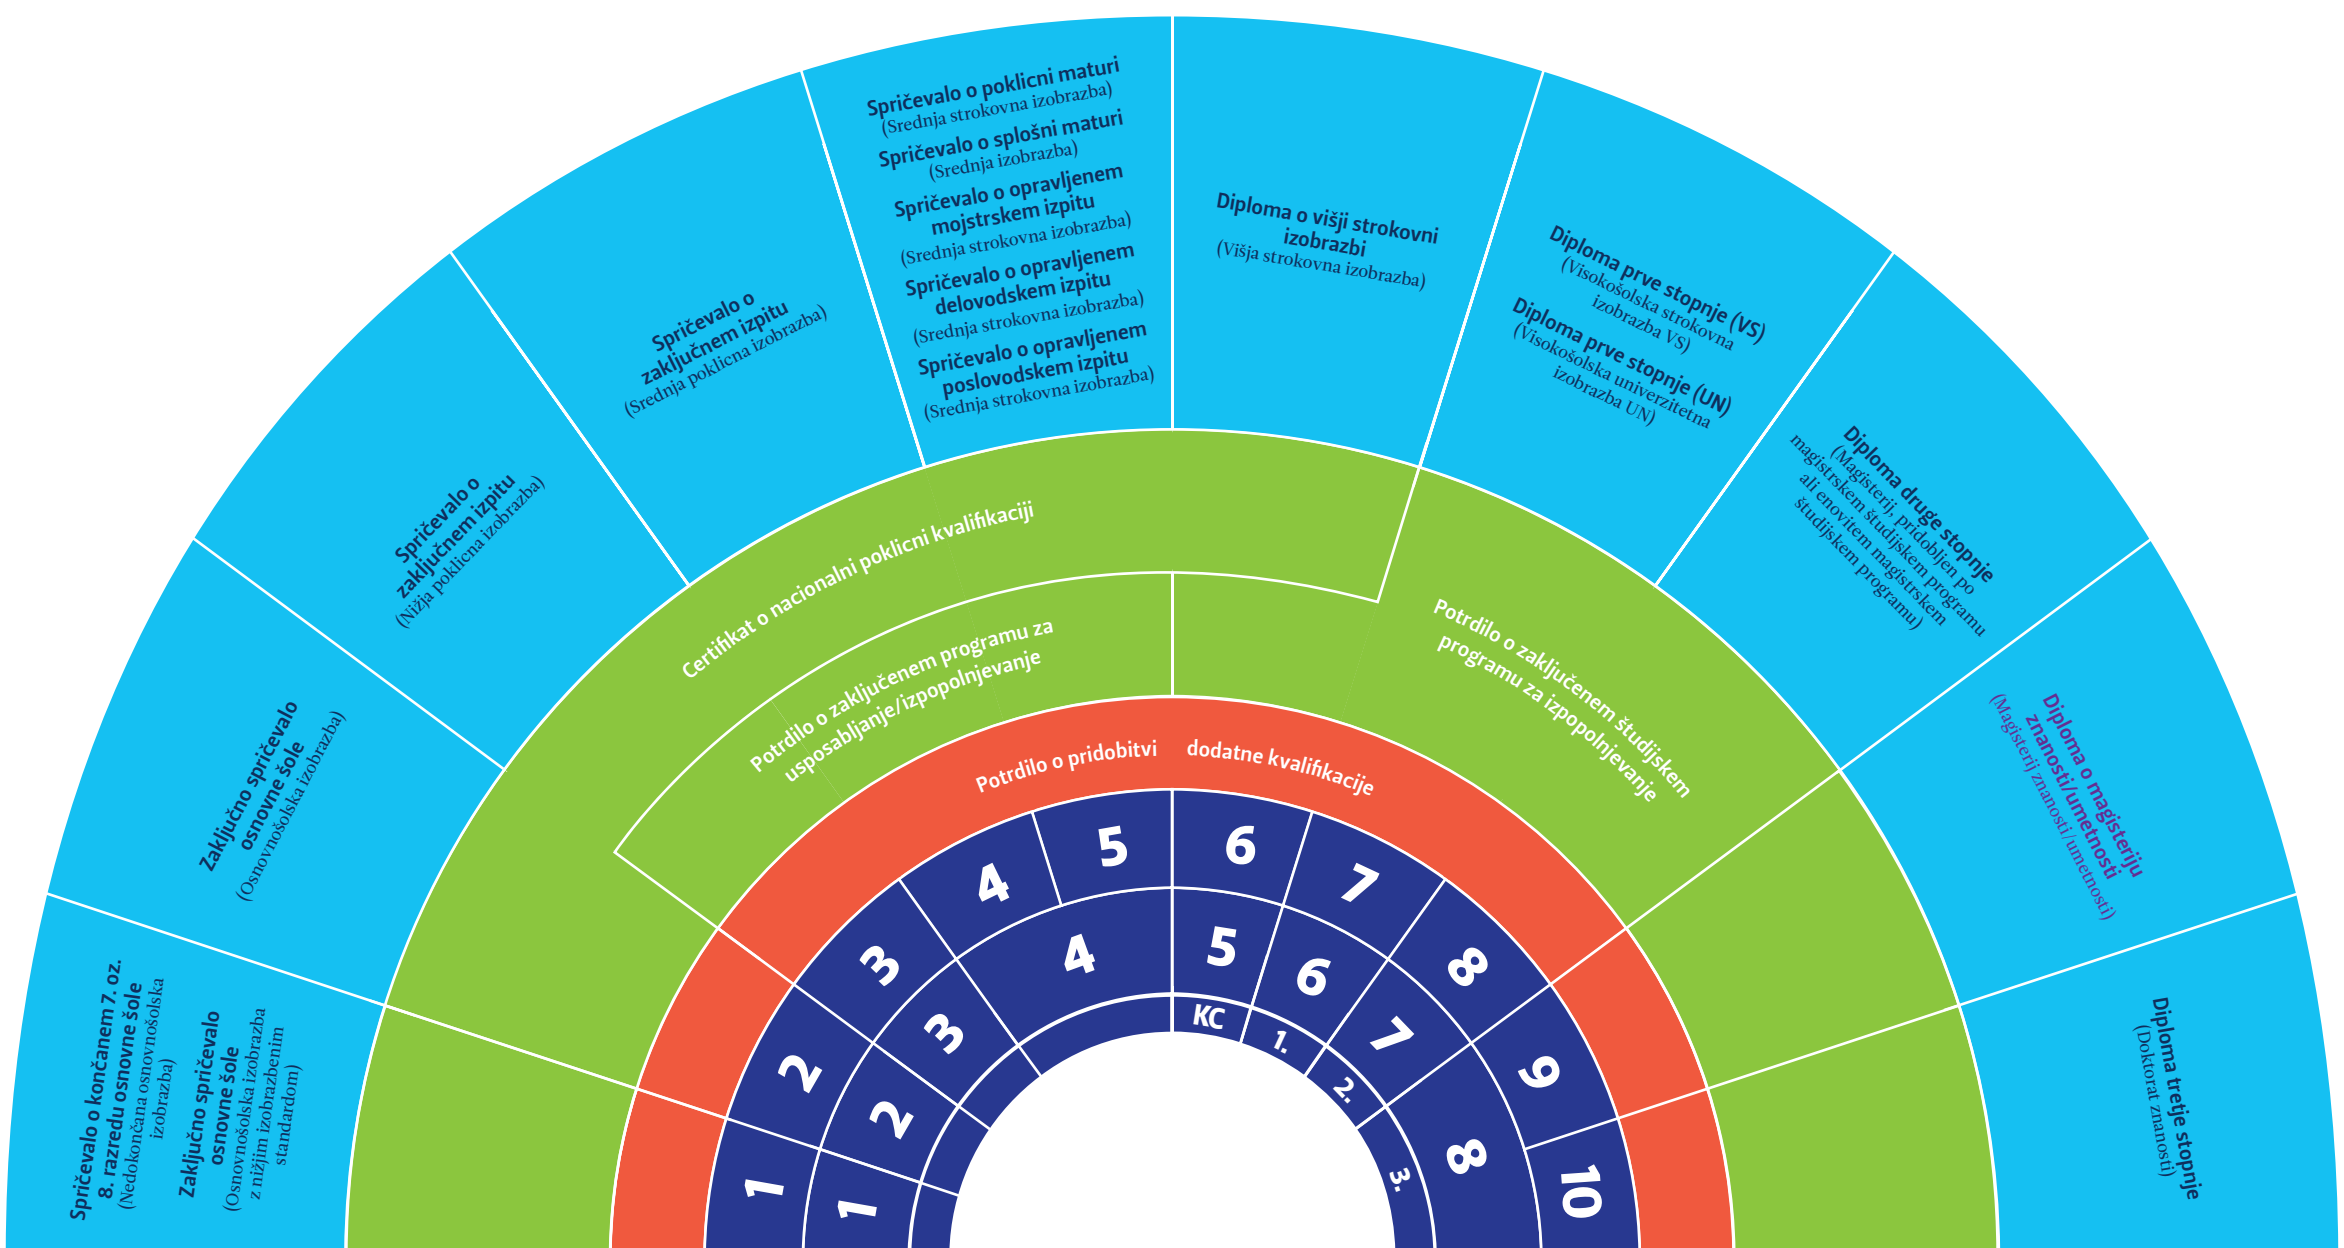 Spričevalo o končanem 7. oz.
8. razredu osnovne šole
(Nedokončana osnovnošolska
izobrazba)
Zaključno spričevalo
osnovne šole
(Osnovnošolska izobrazba
z nižjim izobrazbenim
standardom)
Zaključno spričevalo
osnovne šole
(Osnovnošolska izobrazba)
Spričevalo o
zaključnem izpitu
(Nižja poklicna izobrazba)
Spričevalo o
zaključnem izpitu
(Srednja poklicna izobrazba)
Spričevalo o poklicni maturi
(Srednja strokovna izobrazba)
Spričevalo o splošni maturi
(Srednja izobrazba)
Spričevalo o opravljenem
mojstrskem izpitu
(Srednja strokovna izobrazba)
Spričevalo o opravljenem
delovodskem izpitu
(Srednja strokovna izobrazba)
Spričevalo o opravljenem
poslovodskem izpitu
(Srednja strokovna izobrazba)
Diploma o višji strokovni
izobrazbi
(Višja strokovna izobrazba)
Diploma prve stopnje (VS)
(Visokošolska strokovna
izobrazba VS)
Diploma prve stopnje (UN)
(Visokošolska univerzitetna
izobrazba UN)
Diploma druge stopnje
(Magisterij, pridobljen po
magistrskem študijskem programu
ali enovitem magistrskem
študijskem programu)
Diploma o magisteriju
znanosti/umetnosti
(Magisterij znanosti/umetnosti)
Diploma tretje stopnje
(Doktorat znanosti)
Certifikat o nacionalni poklicni kvalifikaciji
Potrdilo o zaključenem programu za
usposabljanje/izpopolnjevanje
Potrdilo o zaključenem študijskem
programu za izpopolnjevanje
Potrdilo o pridobitvi dodatne kvalifikacije
1
2
3
4
5
6
7
8
9
10
1
2
3
4
5
6
7
8
KC
1.
2.
3.